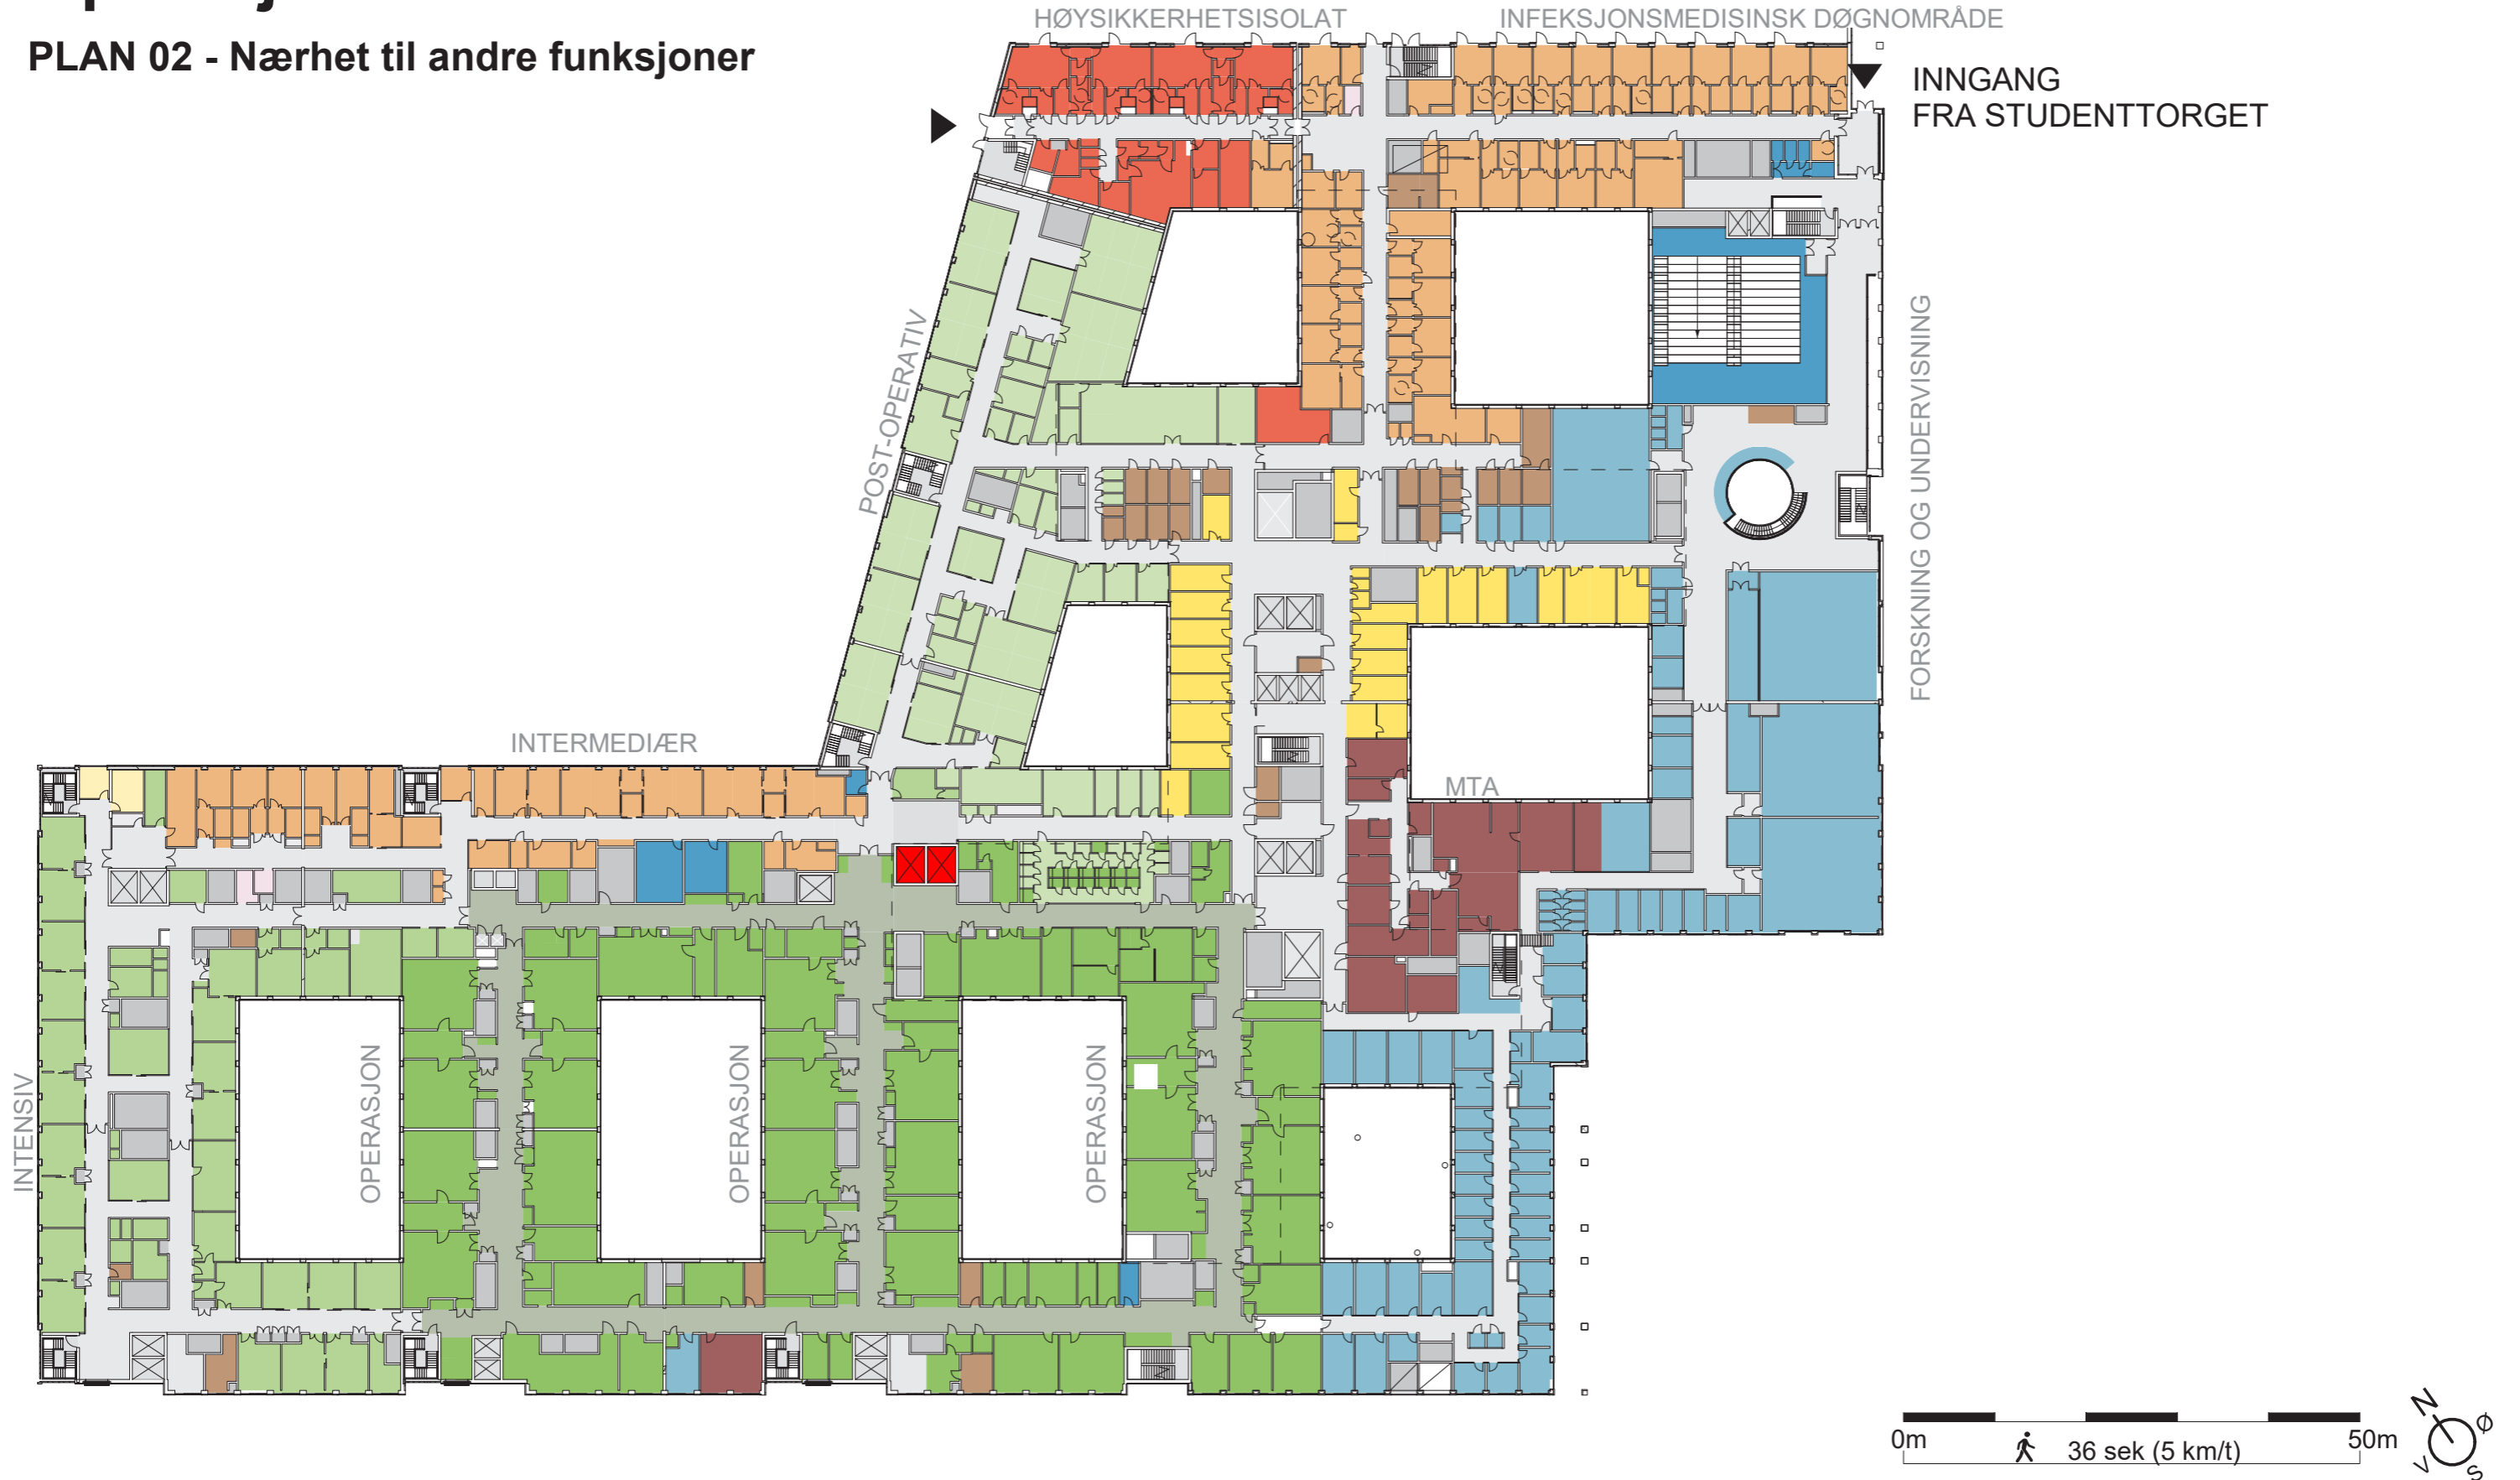 PLAN 02 - Nærhet til andre funksjoner
HØYSIKKERHETSISOLAT
INFEKSJONSMEDISINSK DØGNOMRÅDE
INNGANG
FRA STUDENTTORGET
POST-OPERATIV
FORSKNING OG UNDERVISNING
INTERMEDIÆR
MTA
INTENSIV
OPERASJON
OPERASJON
OPERASJON
0m
36 sek (5 km/t)
50m
N
Ø
V
S